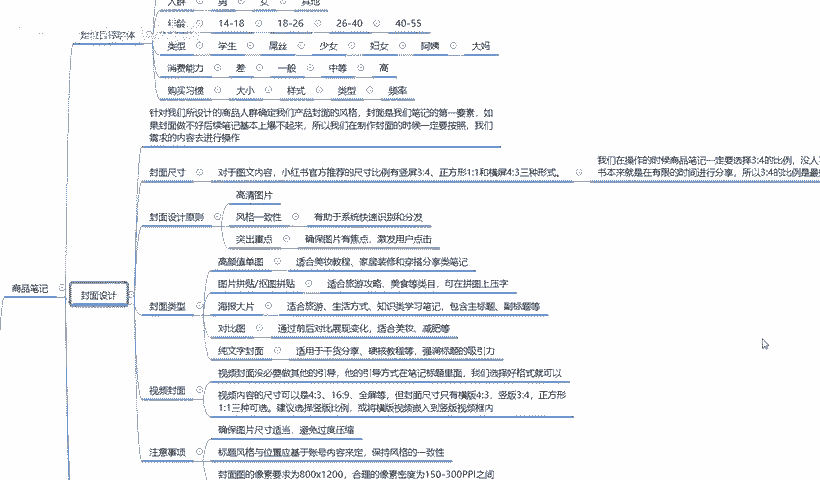 人群 男 女 其他
年龄 14-18 18-26 26-40 40-55
类型 学生 屌丝 少女 妇女 阿姨 大妈
消费能力 差 一般 中等 高
购买习惯 大小 样式 类型 频率
针对我们所设计的商品人群确定我们产品封面的风格，封面是我们笔记的第一要素，如
果封面做不好后续笔记基本上爆不起来，所以我们在制作封面的时候一定要按照，我们
需求的内容去进行操作
我们在操作的时候商品笔记一定要选择3:4的比例，没人
封面尺寸 对于图文内容，小红书官方推荐的尺寸比例有竖屏3:4、正方形1:1和横屏4:3三种形式。
书本来就是在有限的时间进行分享，所以3:4的比例是最
高清图片
封面设计原则 风格一致性 有助于系统快速识别和分发
突出重点 确保图片有焦点，激发用户点击
高颜值单图 适合美妆教程、家居装修和穿搭分享类笔记
图片拼贴/抠图拼贴 适合旅游攻略、美食等类目，可在拼图上压字
商品笔记 封面设计 封面类型 海报大片 适合旅游、生活方式、知识类学习笔记，包含主标题、副标题等
对比图 通过前后对比展现变化，适合美妆、减肥等
纯文字封面 适用于干货分享、硬核教程等，强调标题的吸引力
视频封面没必要做其他的引导，他的引导方式在笔记标题里面，我们选择好格式就可以
视频封面
视频内容的尺寸可以是4:3、16:9、全屏等，但封面尺寸只有横版4:3，竖版3:4，正方形
1:1三种可选。建议选择竖版比例，或将横版视频嵌入到竖版视频框内
确保图片尺寸适当，避免过度压缩
注意事项 标题风格与位置应基于账号内容来定，保持风格的一致性
封面图的像素要求为800x1200，合理的像素密度为150-300PPI之间